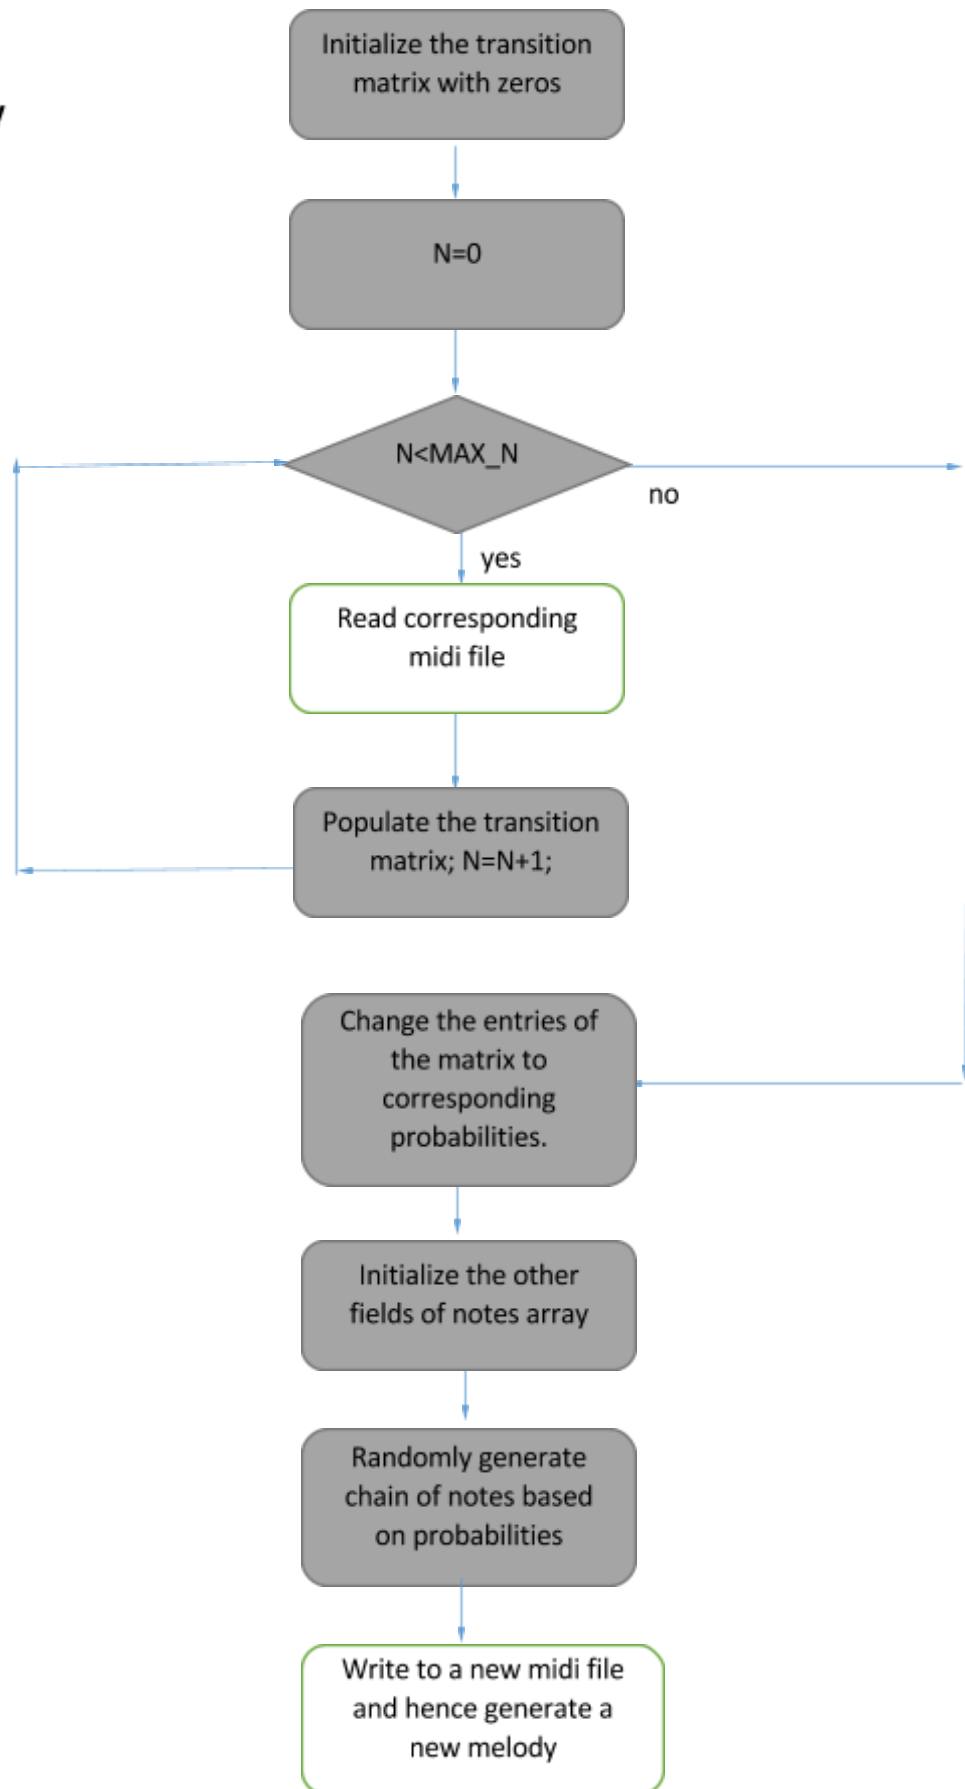 Initialize the transition
matrix with zeros
N=0
N<MAX_N
no
yes
Read corresponding
midi file
Populate the transition
matrix; N=N+1;
Change the entries of
the matrix to
corresponding
probabilities.
Initialize the other
fields of notes array
Randomly generate
chain of notes based
on probabilities
Write to a new midi file
and hence generate a
new melody